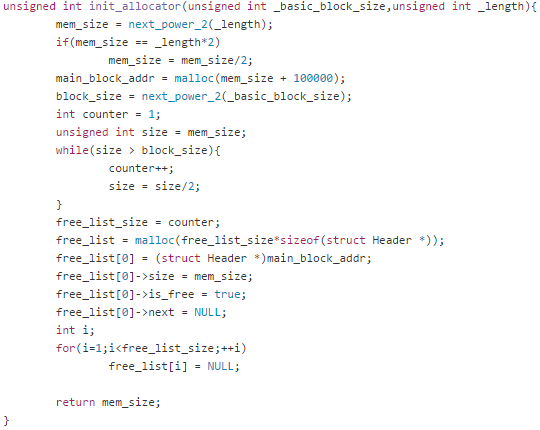 unsigned int init_allocator(unsigned int _basic_block_size,unsigned int _length){
        mem_size = next_power_2(_length);
        if(mem_size == _length*2)
                mem_size = mem_size/2;
        main_block_addr = malloc(mem_size + 100000);
        block_size = next_power_2(_basic_block_size);
        int counter = 1;
        unsigned int size = mem_size;
        while(size > block_size){
                counter++;
                size = size/2;
        }
        free_list_size = counter;
        free_list = malloc(free_list_size*sizeof(struct Header *));
        free_list[0] = (struct Header *)main_block_addr;
        free_list[0]->size = mem_size;
        free_list[0]->is_free = true;
        free_list[0]->next = NULL;
        int i;
        for(i=1;i<free_list_size;++i)
                free_list[i] = NULL;

        return mem_size;
}